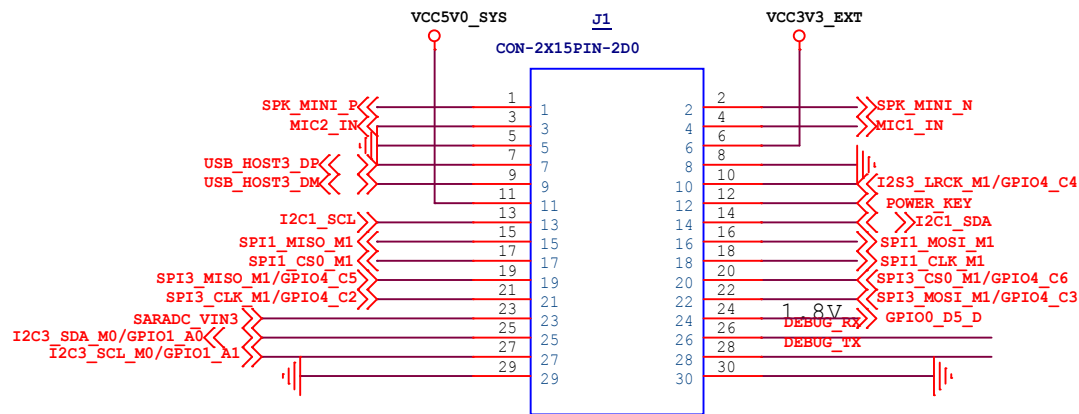 VCC5V0_SYS J1 VCC3V3_EXT
CON-2X15PIN-2D0
SPK_MINI_P 1 1 2 2 SPK_MINI_N
MIC2_IN 3 3 4 4 MIC1_IN
5 5 6 6
USB_HOST3_DP 7 7 8 8
USB_HOST3_DM 9 9 10 10 I2S3_LRCK_M1/GPIO4_C4
11 11 12 12 POWER_KEY
I2C1_SCL 13 13 14 14 I2C1_SDA
SPI1_MISO_M1 15 15 16 16 SPI1_MOSI_M1
SPI1_CS0_M1 17 17 18 18 SPI1_CLK_M1
SPI3_MISO_M1/GPIO4_C5 19 19 20 20 SPI3_CS0_M1/GPIO4_C6
SPI3_CLK_M1/GPIO4_C2 21 21 22 22 SPI3_MOSI_M1/GPIO4_C3
SARADC_VIN3 23 23 24 24 1.8V GPIO0_D5_D
I2C3_SDA_M0/GPIO1_A0 25 25 26 26 DEBUG_RX
I2C3_SCL_M0/GPIO1_A1 27 27 28 28 DEBUG_TX
29 29 30 30